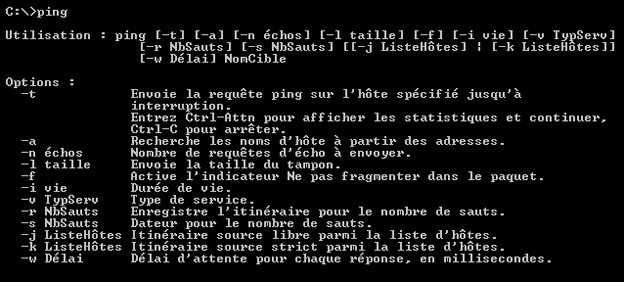 C:\>ping
Utilisation : ping [-t] [-a] [-n échos] [-l taille] [-f] [-i vie] [-v TypServ]
[-r NbSauts] [-s NbSauts] [[-j ListeHôtes] ¦ [-k ListeHôtes]]
[-w Délai] NomCible
Options :
-t Envoie la requête ping sur l'hôte spécifié jusqu'à
interruption.
Entrez Ctrl-Attn pour afficher les statistiques et continuer,
Ctrl-C pour arrêter.
-a Recherche les noms d'hôte à partir des adresses.
-n échos Nombre de requêtes d'écho à envoyer.
-l taille Envoie la taille du tampon.
-f Active l'indicateur Ne pas fragmenter dans le paquet.
-i vie Durée de vie.
-v TypServ Type de service.
-r NbSauts Enregistre l'itinéraire pour le nombre de sauts.
-s NbSauts Dateur pour le nombre de sauts.
-j ListeHôtes Itinéraire source libre parmi la liste d'hôtes.
-k ListeHôtes Itinéraire source strict parmi la liste d'hôtes.
-w Délai Délai d'attente pour chaque réponse, en millisecondes.